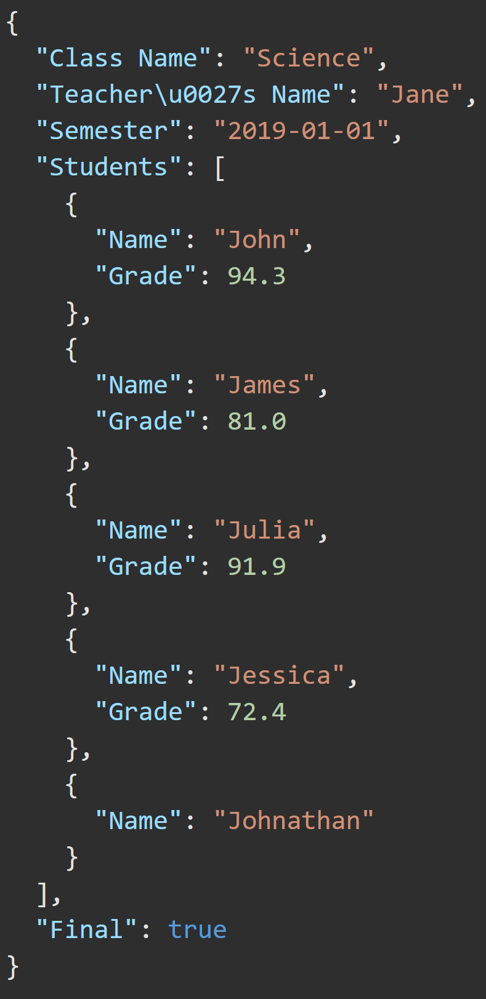 {
  "Class Name": "Science",
  "Teacher\u0027s Name": "Jane",
  "Semester": "2019-01-01",
  "Students": [
    {
      "Name": "John",
      "Grade": 94.3
    },
    {
      "Name": "James",
      "Grade": 81.0
    },
    {
      "Name": "Julia",
      "Grade": 91.9
    },
    {
      "Name": "Jessica",
      "Grade": 72.4
    },
    {
      "Name": "Johnathan"
    }
  ],
  "Final": true
}